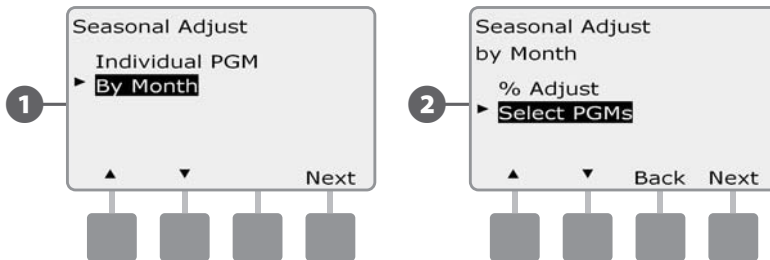 1
Seasonal Adjust
Individual PGM
► By Month
▲ ▼ Next
2
Seasonal Adjust
by Month
% Adjust
► Select PGMs
▲ ▼ Back Next